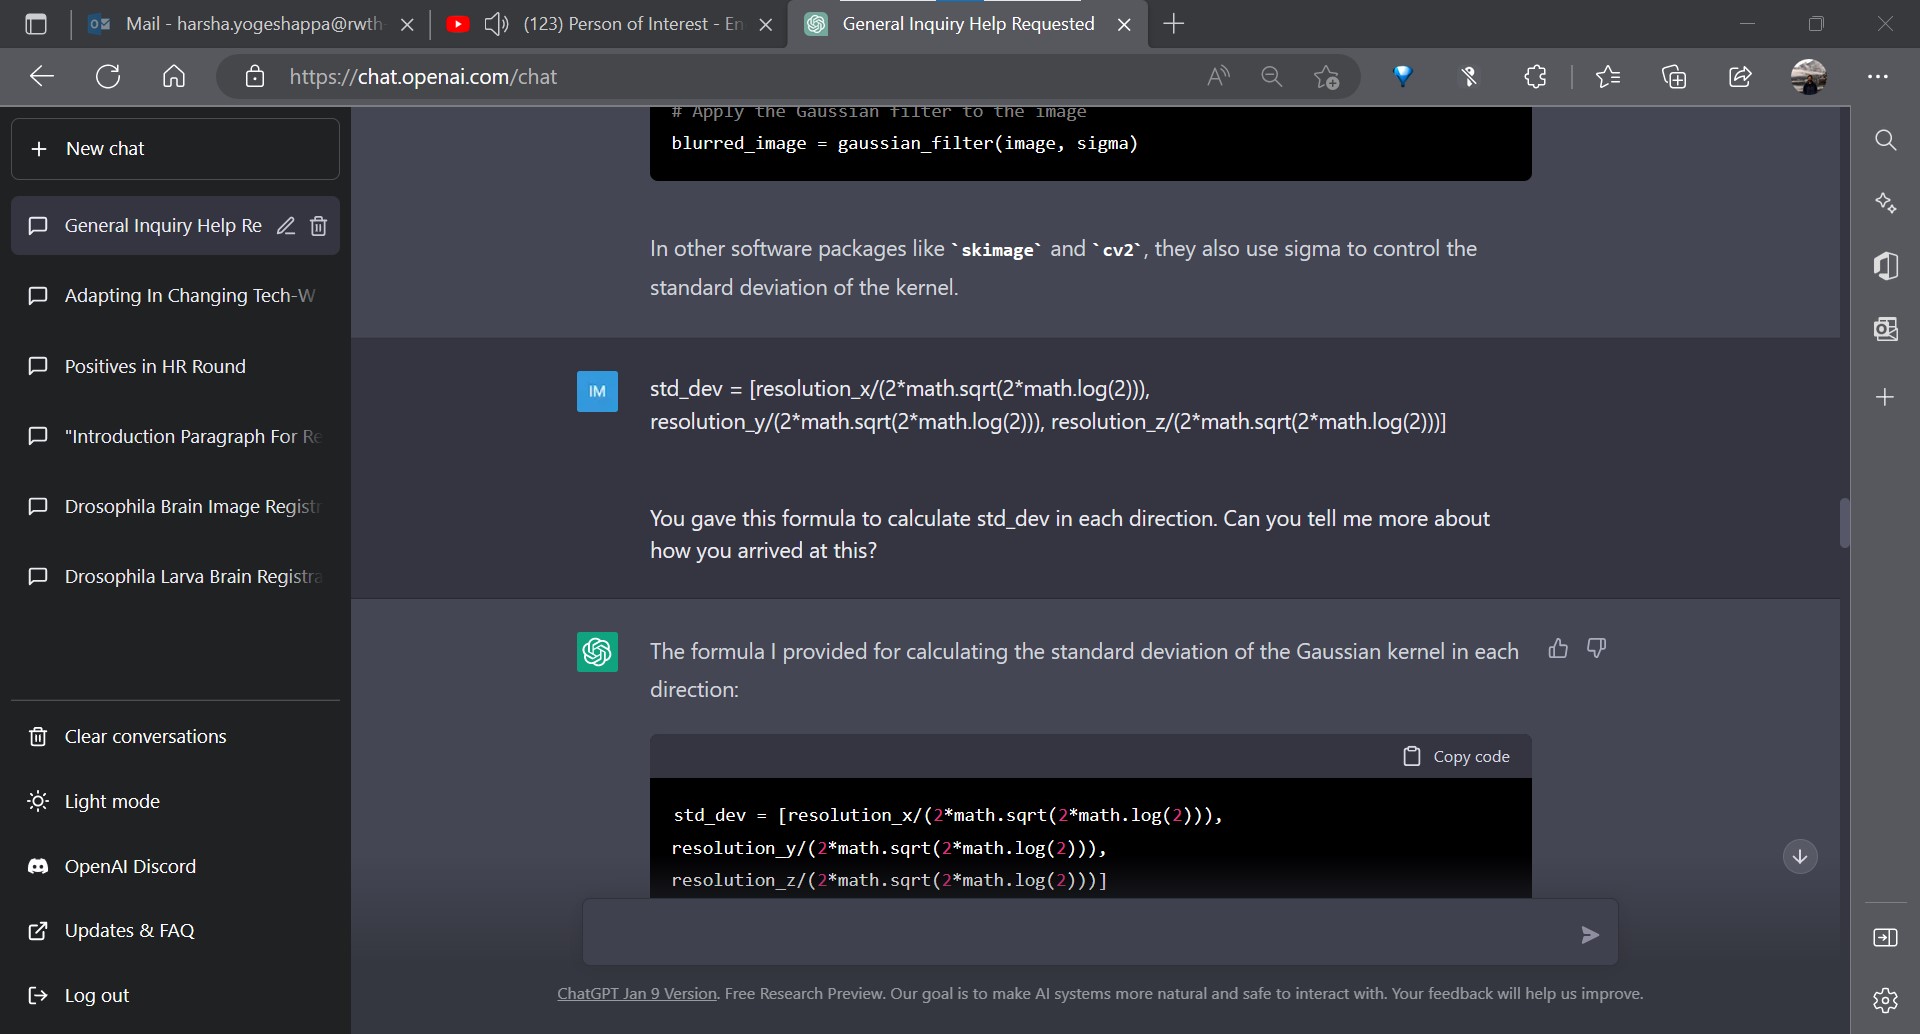 Mail - harsha.yogeshappa@rwth-
(123) Person of Interest - En
General Inquiry Help Requested
https://chat.openai.com/chat
New chat
General Inquiry Help Re
Adapting In Changing Tech-W
Positives in HR Round
"Introduction Paragraph For Re
Drosophila Brain Image Registr
Drosophila Larva Brain Registra
Clear conversations
Light mode
OpenAI Discord
Updates & FAQ
Log out
# Apply the Gaussian filter to the image
blurred_image = gaussian_filter(image, sigma)
In other software packages like `skimage` and `cv2`, they also use sigma to control the
standard deviation of the kernel.
IM
std_dev = [resolution_x/(2*math.sqrt(2*math.log(2))),
resolution_y/(2*math.sqrt(2*math.log(2))), resolution_z/(2*math.sqrt(2*math.log(2)))]
You gave this formula to calculate std_dev in each direction. Can you tell me more about
how you arrived at this?
The formula I provided for calculating the standard deviation of the Gaussian kernel in each
direction:
Copy code
std_dev = [resolution_x/(2*math.sqrt(2*math.log(2))),
resolution_y/(2*math.sqrt(2*math.log(2))),
resolution_z/(2*math.sqrt(2*math.log(2)))]
ChatGPT Jan 9 Version. Free Research Preview. Our goal is to make AI systems more natural and safe to interact with. Your feedback will help us improve.